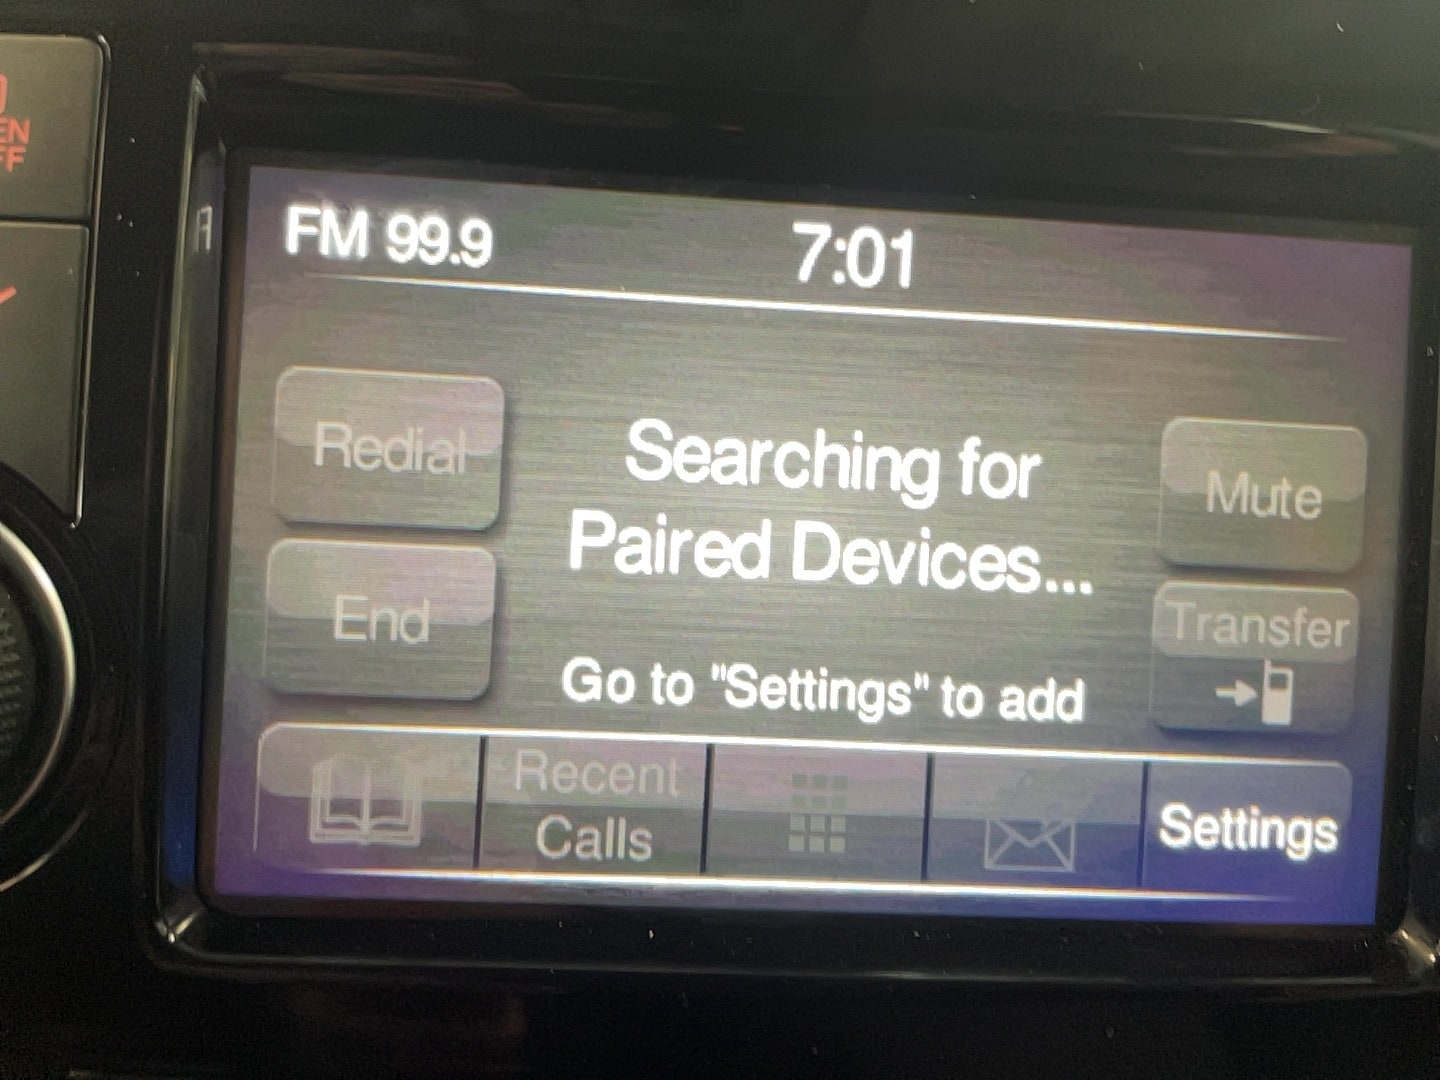 FM 99.9
7:01
Redial
Searching for
Paired Devices...
Mute
End
Transfer
Go to "Settings" to add
Recent
Calls
Settings